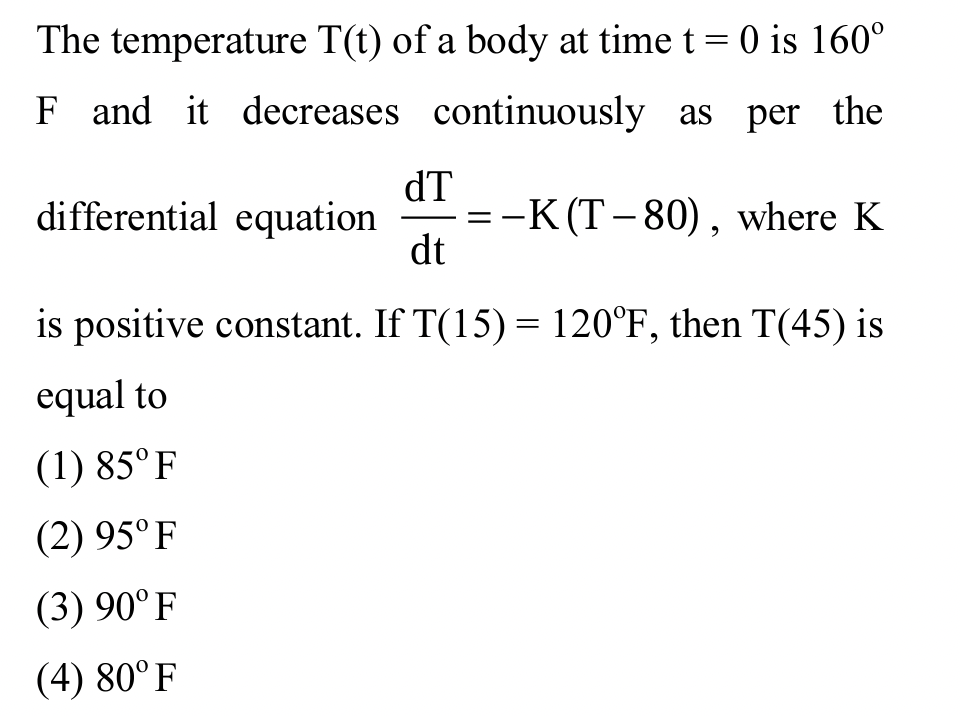 The temperature T(t) of a body at time t = 0 is 160°
F and it decreases continuously as per the
differential equation dT/dt = –K(T – 80), where K
is positive constant. If T(15) = 120°F, then T(45) is
equal to
(1) 85° F
(2) 95° F
(3) 90° F
(4) 80° F